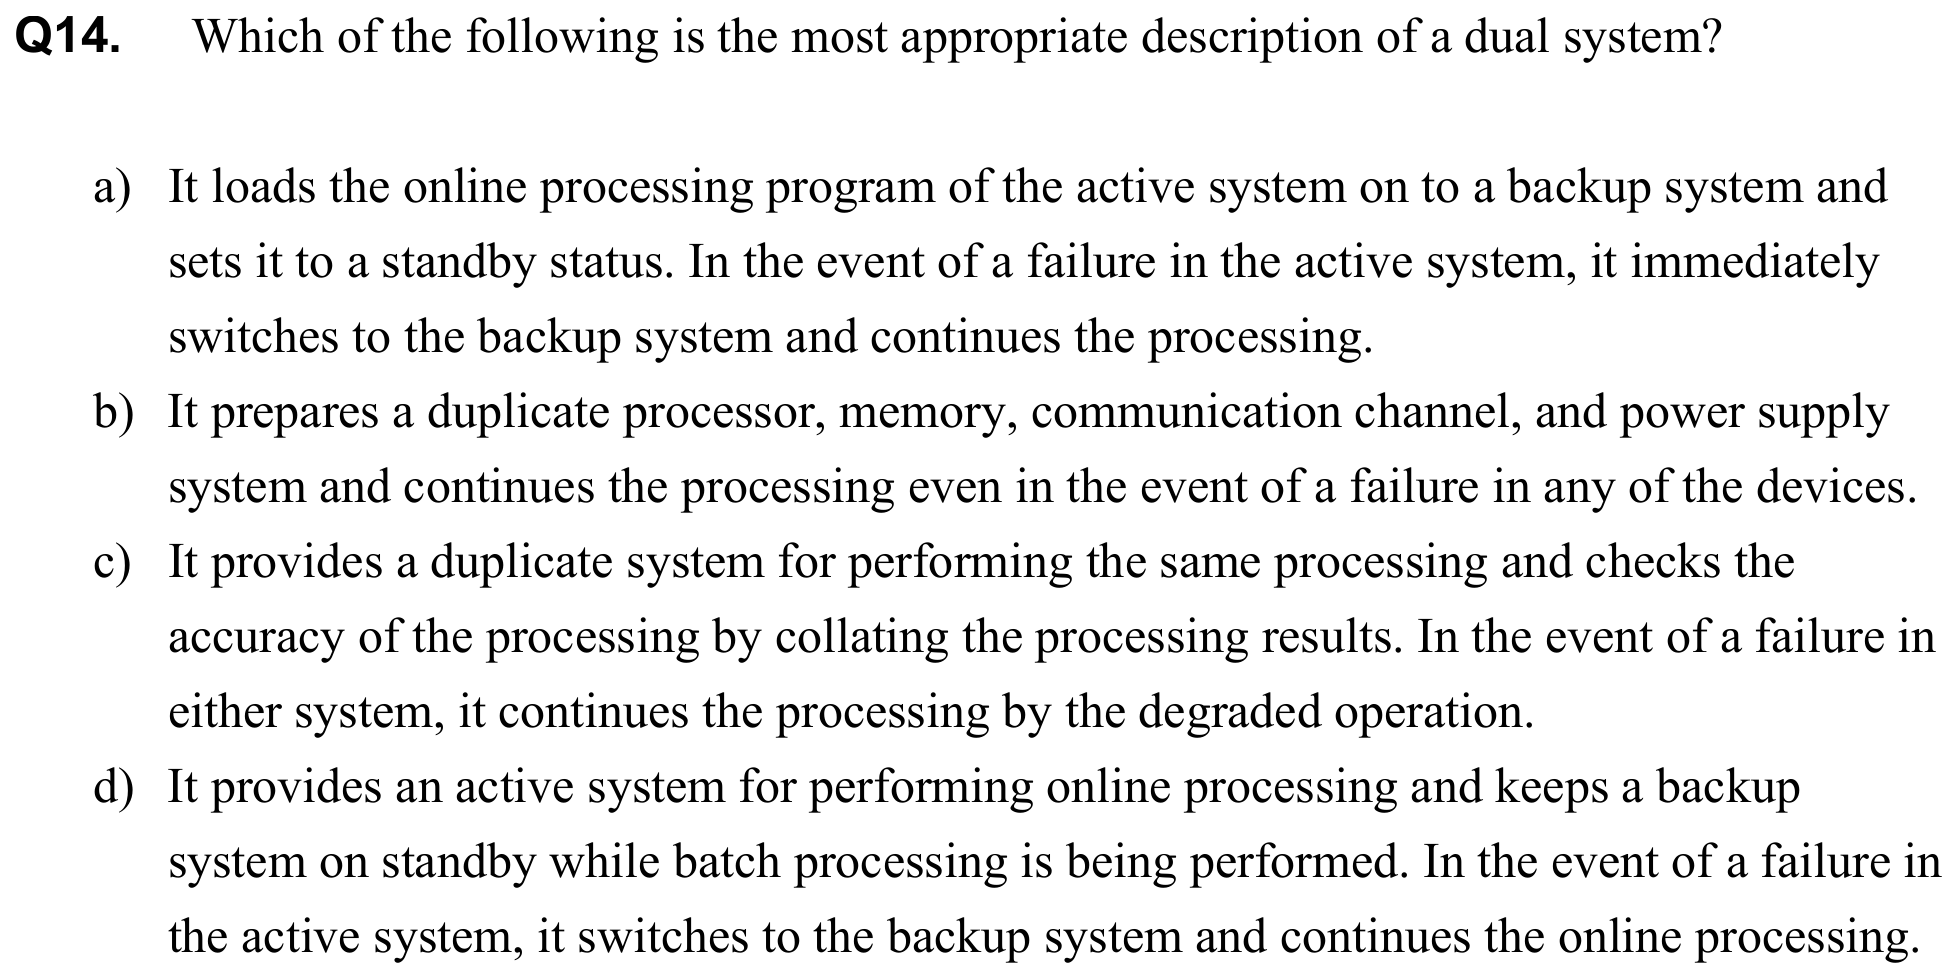 Q14. Which of the following is the most appropriate description of a dual system?
a) It loads the online processing program of the active system on to a backup system and
sets it to a standby status. In the event of a failure in the active system, it immediately
switches to the backup system and continues the processing.
b) It prepares a duplicate processor, memory, communication channel, and power supply
system and continues the processing even in the event of a failure in any of the devices.
c) It provides a duplicate system for performing the same processing and checks the
accuracy of the processing by collating the processing results. In the event of a failure in
either system, it continues the processing by the degraded operation.
d) It provides an active system for performing online processing and keeps a backup
system on standby while batch processing is being performed. In the event of a failure in
the active system, it switches to the backup system and continues the online processing.